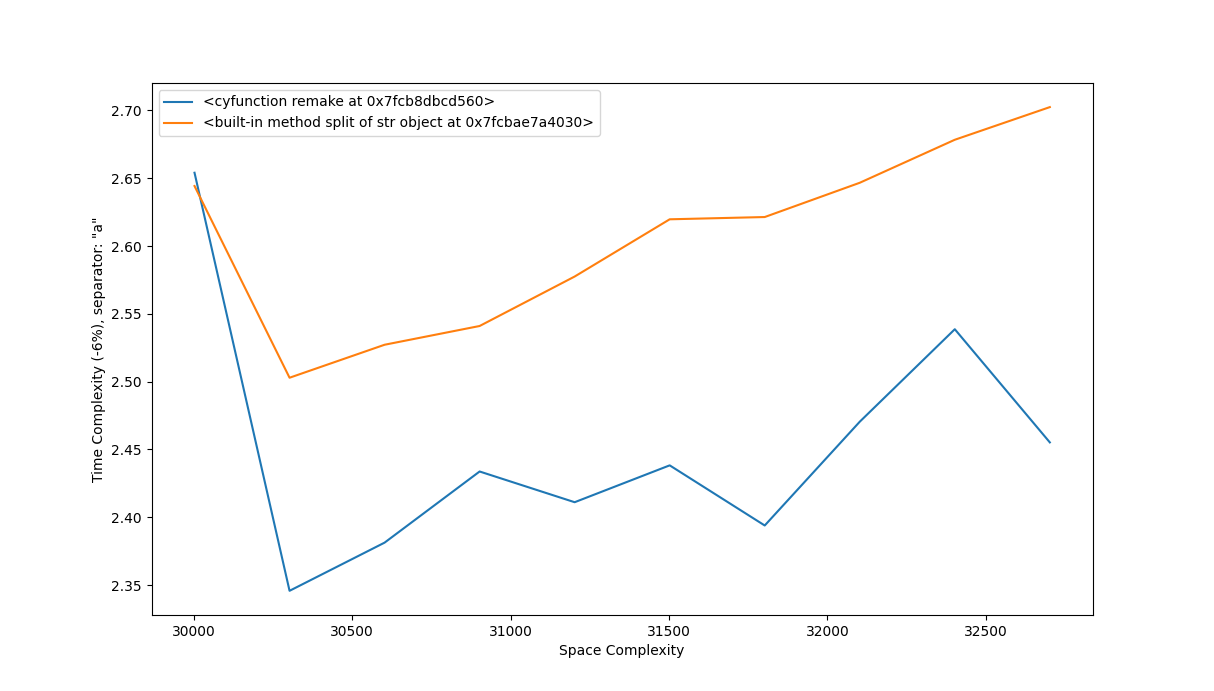 <cyfunction remake at 0x7fcb8dbcd560>
<built-in method split of str object at 0x7fcbae7a4030>
2.70
2.65
2.60
2.55
2.50
2.45
2.40
2.35
Time Complexity (-6%), separator: "a"
30000 30500 31000 31500 32000 32500
Space Complexity